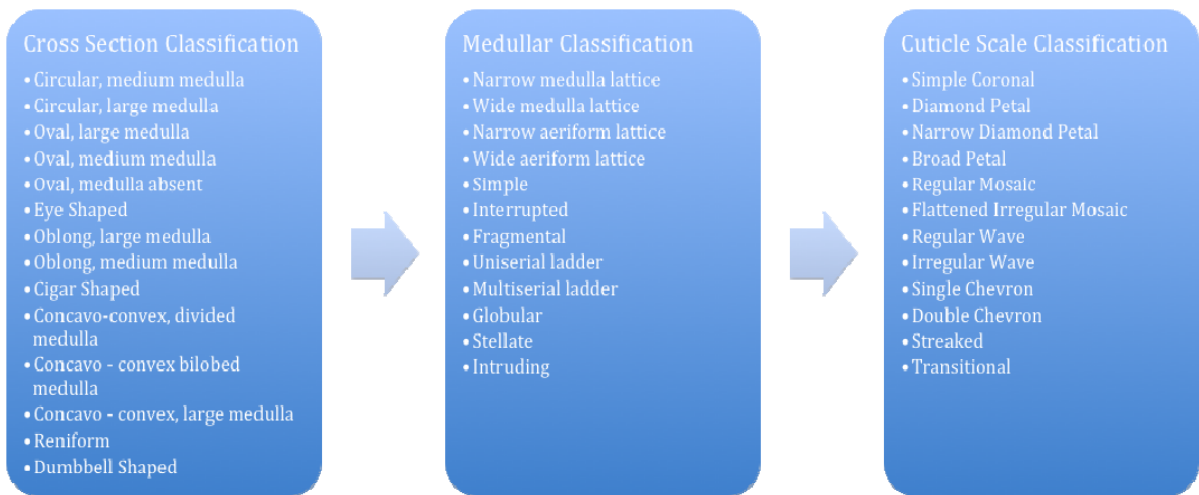 Cross Section Classification
• Circular, medium medulla
• Circular, large medulla
• Oval, large medulla
• Oval, medium medulla
• Oval, medulla absent
• Eye Shaped
• Oblong, large medulla
• Oblong, medium medulla
• Cigar Shaped
• Concavo-convex, divided
medulla
• Concavo - convex bilobed
medulla
• Concavo - convex, large medulla
• Reniform
• Dumbbell Shaped
Medullar Classification
• Narrow medulla lattice
• Wide medulla lattice
• Narrow aeriform lattice
• Wide aeriform lattice
• Simple
• Interrupted
• Fragmental
• Uniserial ladder
• Multiserial ladder
• Globular
• Stellate
• Intruding
Cuticle Scale Classification
• Simple Coronal
• Diamond Petal
• Narrow Diamond Petal
• Broad Petal
• Regular Mosaic
• Flattened Irregular Mosaic
• Regular Wave
• Irregular Wave
• Single Chevron
• Double Chevron
• Streaked
• Transitional